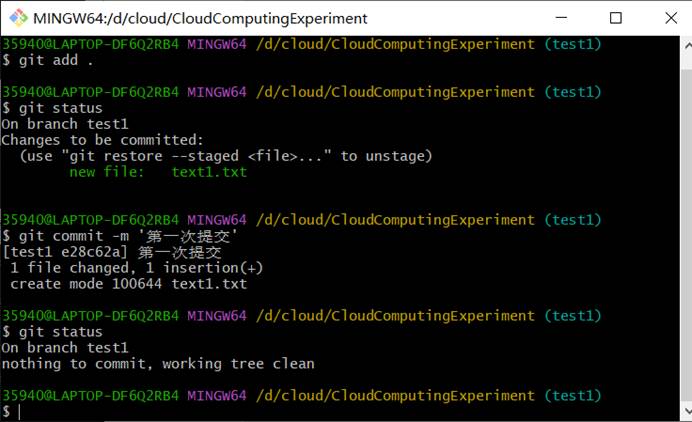 MINGW64:/d/cloud/CloudComputingExperiment
35940@LAPTOP-DF6Q2RB4 MINGW64 /d/cloud/CloudComputingExperiment (test1)
$ git add .
35940@LAPTOP-DF6Q2RB4 MINGW64 /d/cloud/CloudComputingExperiment (test1)
$ git status
On branch test1
Changes to be committed:
  (use "git restore --staged <file>..." to unstage)
        new file:   text1.txt
35940@LAPTOP-DF6Q2RB4 MINGW64 /d/cloud/CloudComputingExperiment (test1)
$ git commit -m '第一次提交'
[test1 e28c62a] 第一次提交
 1 file changed, 1 insertion(+)
 create mode 100644 text1.txt
35940@LAPTOP-DF6Q2RB4 MINGW64 /d/cloud/CloudComputingExperiment (test1)
$ git status
On branch test1
nothing to commit, working tree clean
35940@LAPTOP-DF6Q2RB4 MINGW64 /d/cloud/CloudComputingExperiment (test1)
$